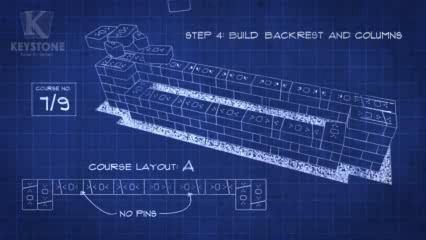 KEYSTONE
STEP 4: BUILD BACKREST AND COLUMNS
COURSE NO.
7/9
COURSE LAYOUT: A
NO PINS